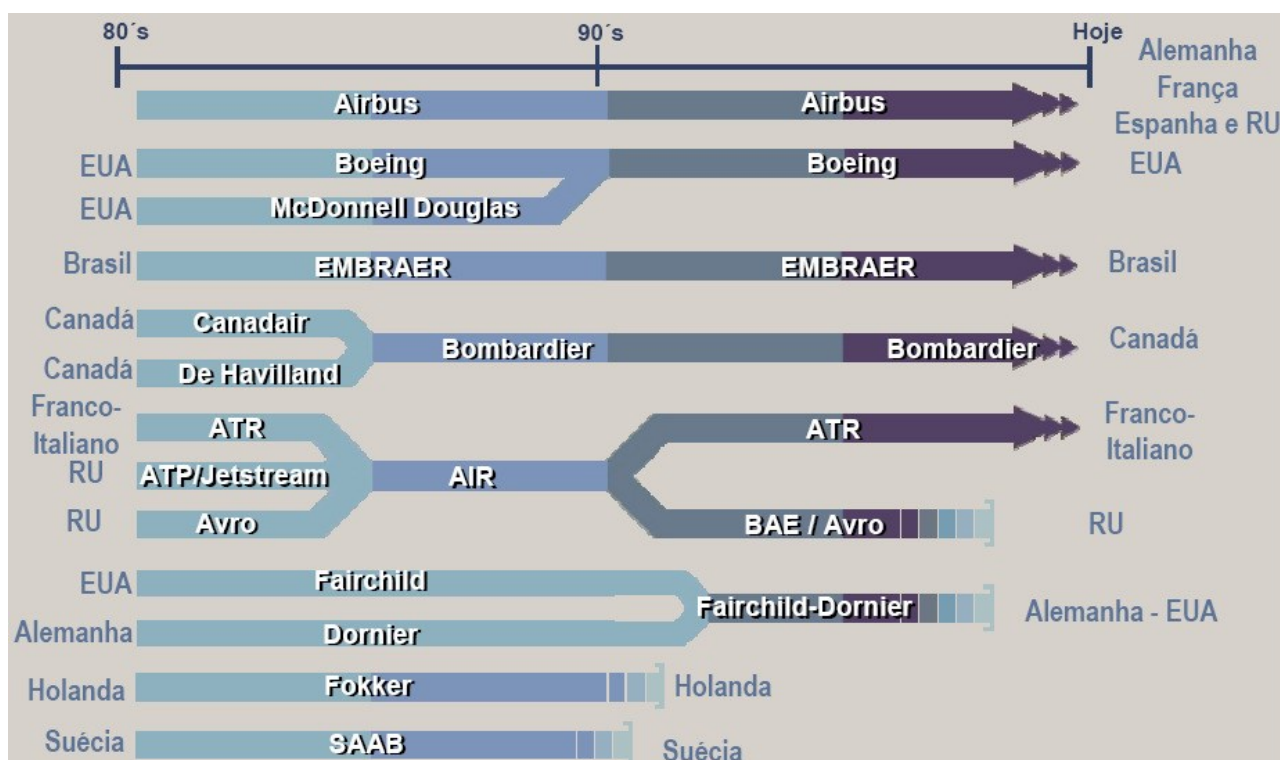 80´s 90´s Hoje
Alemanha
França
Espanha e RU
Airbus Airbus
EUA Boeing Boeing EUA
EUA McDonnell Douglas
Brasil EMBRAER EMBRAER Brasil
Canadá Canadair
Bombardier Bombardier Canadá
Canadá De Havilland
Franco-
Italiano
ATR ATR
Franco-
Italiano
RU ATP/Jetstream AIR
RU Avro BAE / Avro RU
EUA Fairchild
Fairchild-Dornier Alemanha - EUA
Alemanha Dornier
Holanda Fokker Holanda
Suécia SAAB Suécia